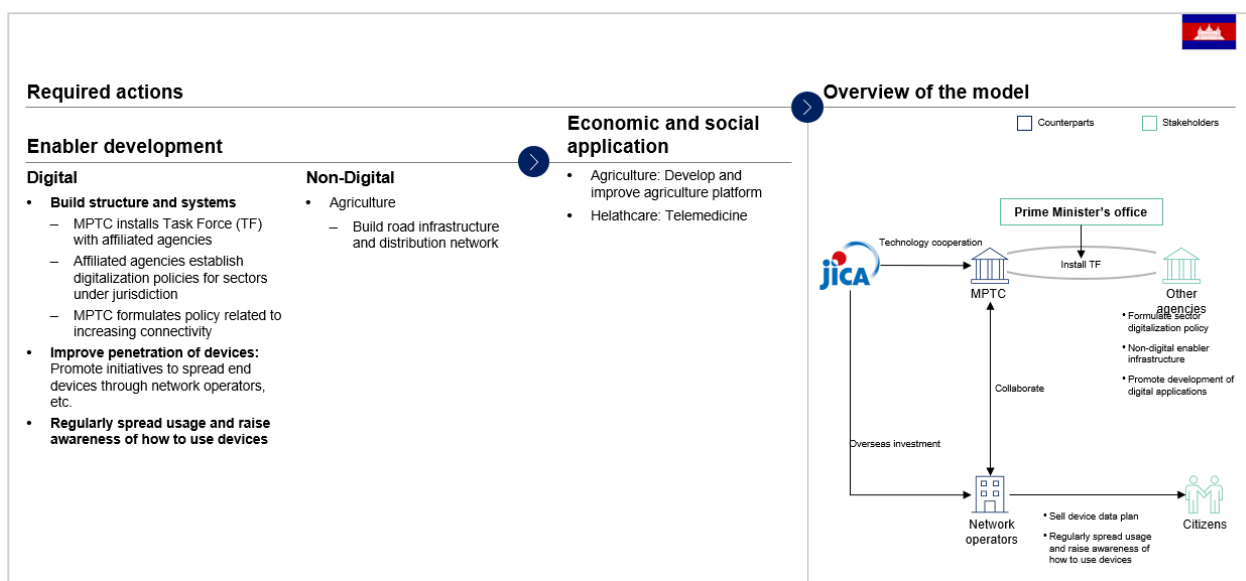 Required actions
Overview of the model
Counterparts
Stakeholders
Enabler development
Economic and social
application
Digital
• Build structure and systems
– MPTC installs Task Force (TF)
with affiliated agencies
– Affiliated agencies establish
digitalization policies for sectors
under jurisdiction
– MPTC formulates policy related to
increasing connectivity
• Improve penetration of devices:
Promote initiatives to spread end
devices through network operators,
etc.
• Regularly spread usage and raise
awareness of how to use devices
Non-Digital
• Agriculture
– Build road infrastructure
and distribution network
• Agriculture: Develop and
improve agriculture platform
• Helathcare: Telemedicine
Prime Minister's office
Technology cooperation
jICA
MPTC
Install TF
Other
agencies
• Formulate sector
digitalization policy
• Non-digital enabler
infrastructure
• Promote development of
digital applications
Collaborate
Overseas investment
Network
operators
• Sell device data plan
• Regularly spread usage
and raise awareness of
how to use devices
Citizens